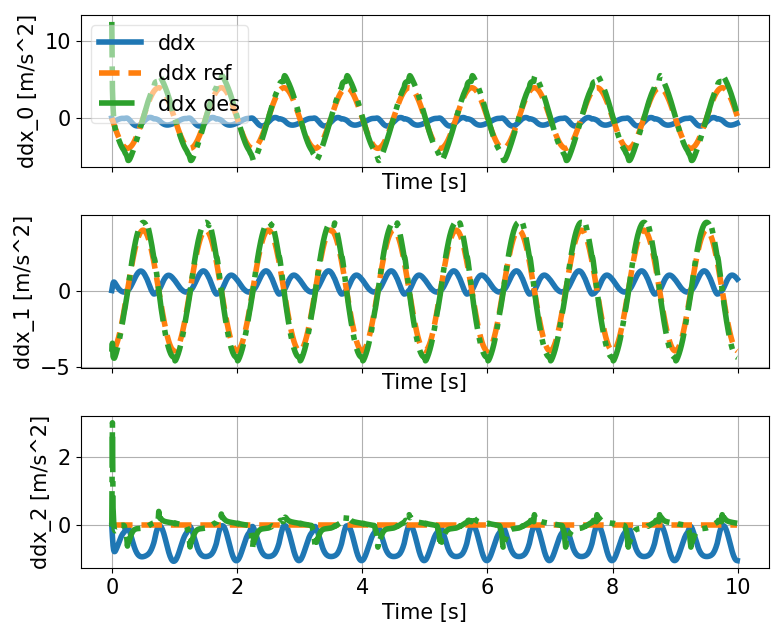 ddx_0 [m/s^2]
10
0
ddx
ddx ref
ddx des
Time [s]
ddx_1 [m/s^2]
0
−5
Time [s]
ddx_2 [m/s^2]
2
0
0 2 4 6 8 10
Time [s]